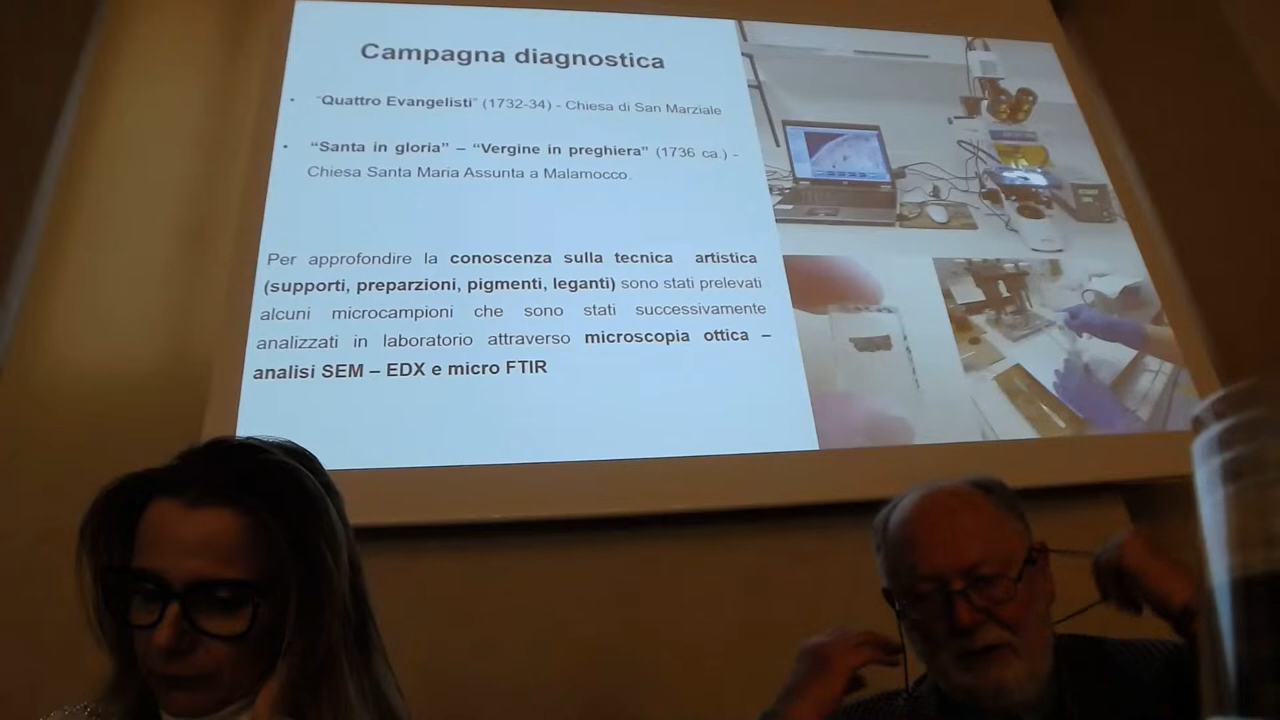 Campagna diagnostica
• “Quattro Evangelisti” (1732-34) - Chiesa di San Marziale
• “Santa in gloria” – “Vergine in preghiera” (1736 ca.) -
Chiesa Santa Maria Assunta a Malamocco.
Per approfondire la conoscenza sulla tecnica artistica
(supporti, preparzioni, pigmenti, leganti) sono stati prelevati
alcuni microcampioni che sono stati successivamente
analizzati in laboratorio attraverso microscopia ottica –
analisi SEM – EDX e micro FTIR